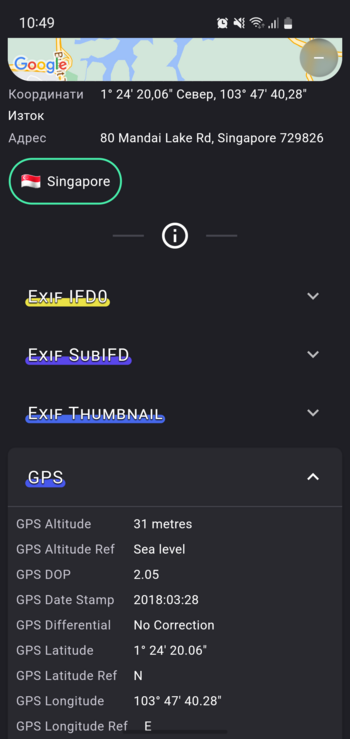 10:49
Google
Координати 1° 24' 20,06" Север, 103° 47' 40,28"
Изток
Адрес 80 Mandai Lake Rd, Singapore 729826
Singapore
Exif IFD0
Exif SubIFD
Exif Thumbnail
GPS
GPS Altitude 31 metres
GPS Altitude Ref Sea level
GPS DOP 2.05
GPS Date Stamp 2018:03:28
GPS Differential No Correction
GPS Latitude 1° 24' 20.06"
GPS Latitude Ref N
GPS Longitude 103° 47' 40.28"
GPS Longitude Ref E